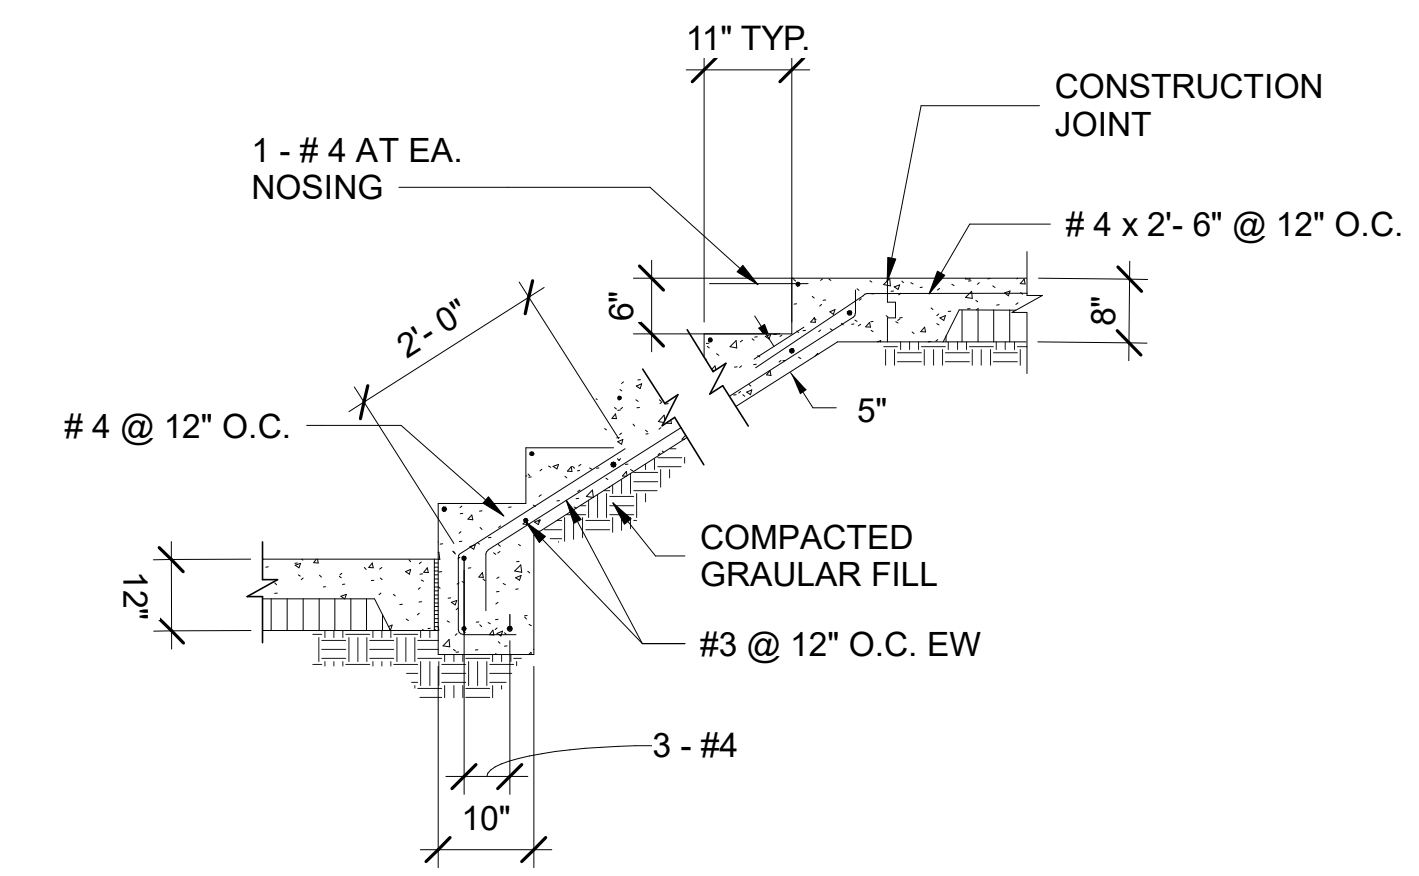 11" TYP.
CONSTRUCTION
JOINT
1 - # 4 AT EA.
NOSING
# 4 x 2'- 6" @ 12" O.C.
6"
8"
2'- 0"
5"
# 4 @ 12" O.C.
COMPACTED
GRAULAR FILL
12"
#3 @ 12" O.C. EW
3 - #4
10"